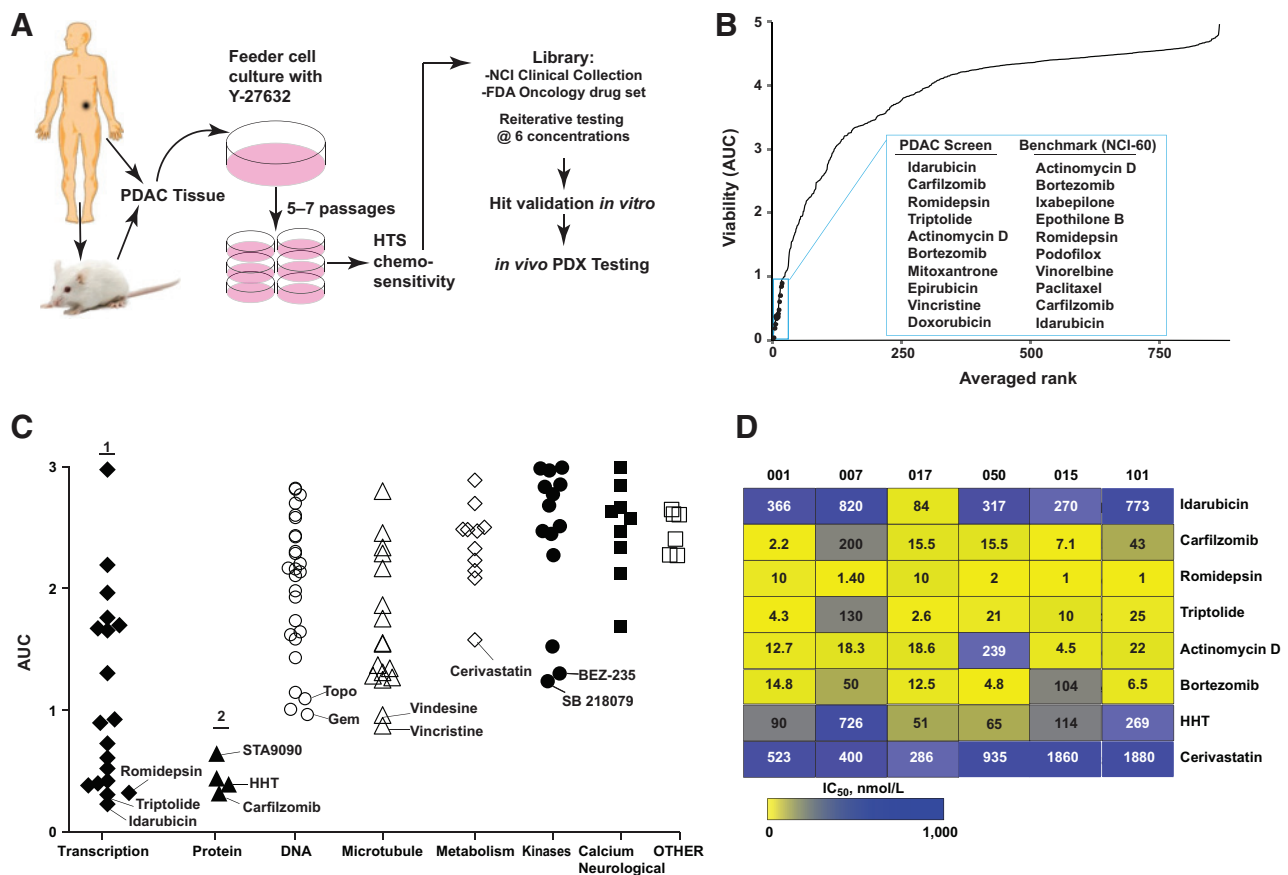 A
Feeder cell
culture with
Y-27632
PDAC Tissue
5–7 passages
HTS
chemo-
sensitivity
Library:
-NCI Clinical Collection
-FDA Oncology drug set
Reiterative testing
@ 6 concentrations
Hit validation in vitro
in vivo PDX Testing
B
Viability (AUC)
5
4
3
2
1
0
0 250 500 750
Averaged rank
PDAC Screen Benchmark (NCI-60)
Idarubicin Actinomycin D
Carfilzomib Bortezomib
Romidepsin Ixabepilone
Triptolide Epothilone B
Actinomycin D Romidepsin
Bortezomib Podofilox
Mitoxantrone Vinorelbine
Epirubicin Paclitaxel
Vincristine Carfilzomib
Doxorubicin Idarubicin
C
AUC
3
2
1
0
1
2
Romidepsin
Triptolide
Idarubicin
STA9090
HHT
Carfilzomib
Topo
Gem
Vindesine
Vincristine
Cerivastatin
BEZ-235
SB 218079
Transcription Protein DNA Microtubule Metabolism Kinases Calcium OTHER
Neurological
D
001 007 017 050 015 101
366 820 84 317 270 773 Idarubicin
2.2 200 15.5 15.5 7.1 43 Carfilzomib
10 1.40 10 2 1 1 Romidepsin
4.3 130 2.6 21 10 25 Triptolide
12.7 18.3 18.6 239 4.5 22 Actinomycin D
14.8 50 12.5 4.8 104 6.5 Bortezomib
90 726 51 65 114 269 HHT
523 400 286 935 1860 1880 Cerivastatin
IC50, nmol/L
0 1,000